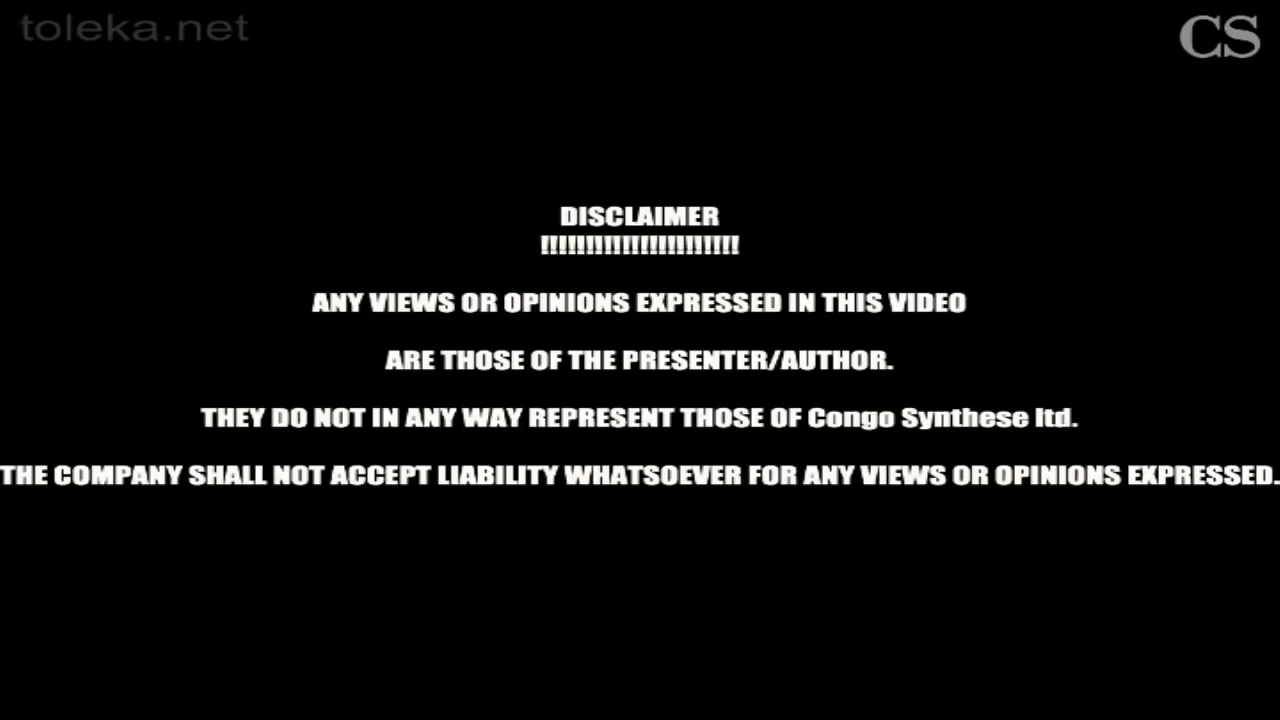 toleka.net
CS
DISCLAIMER
!!!!!!!!!!!!!!!!!!!!!!
ANY VIEWS OR OPINIONS EXPRESSED IN THIS VIDEO
ARE THOSE OF THE PRESENTER/AUTHOR.
THEY DO NOT IN ANY WAY REPRESENT THOSE OF Congo Synthese ltd.
THE COMPANY SHALL NOT ACCEPT LIABILITY WHATSOEVER FOR ANY VIEWS OR OPINIONS EXPRESSED.